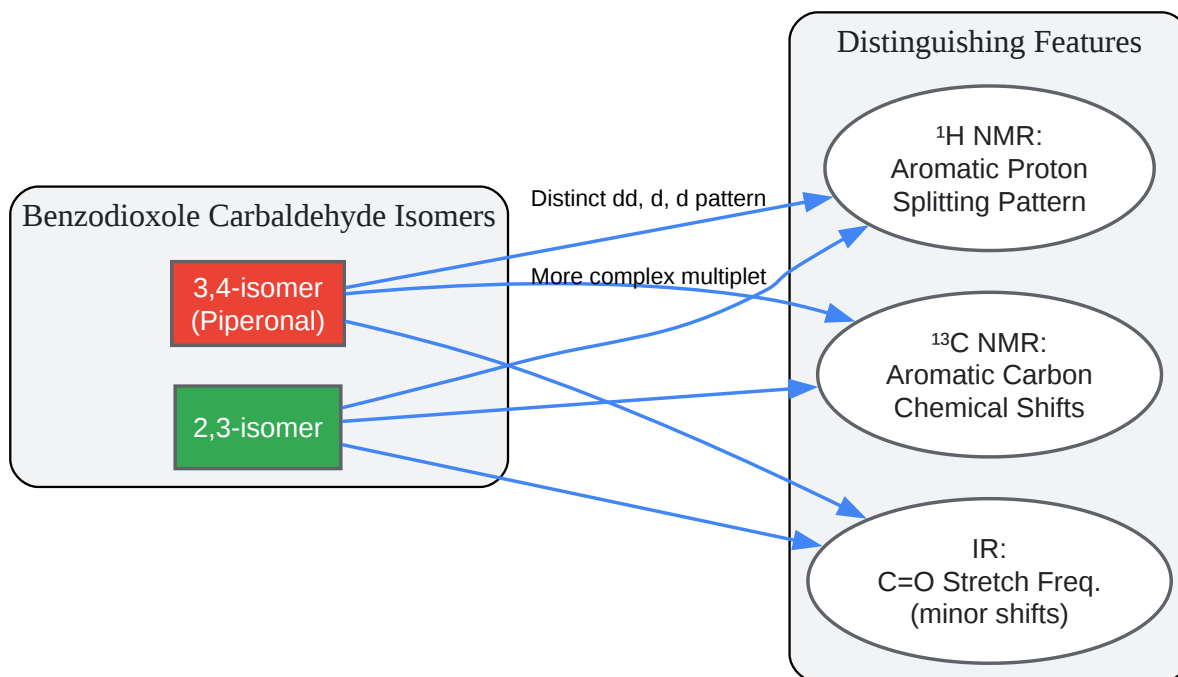 Benzodioxole Carbaldehyde Isomers
3,4-isomer
(Piperonal)
2,3-isomer
Distinct dd, d, d pattern
More complex multiplet
Distinguishing Features
¹H NMR:
Aromatic Proton
Splitting Pattern
¹³C NMR:
Aromatic Carbon
Chemical Shifts
IR:
C=O Stretch Freq.
(minor shifts)